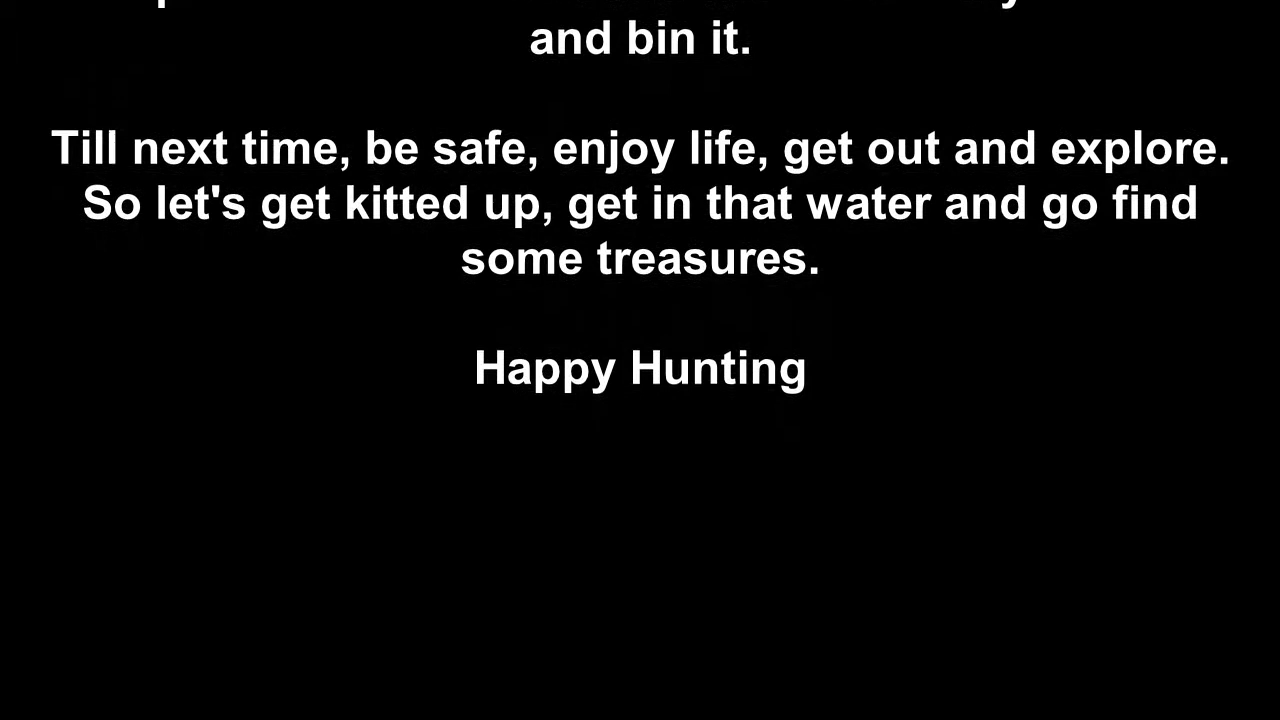 and bin it.
Till next time, be safe, enjoy life, get out and explore.
So let's get kitted up, get in that water and go find
some treasures.
Happy Hunting